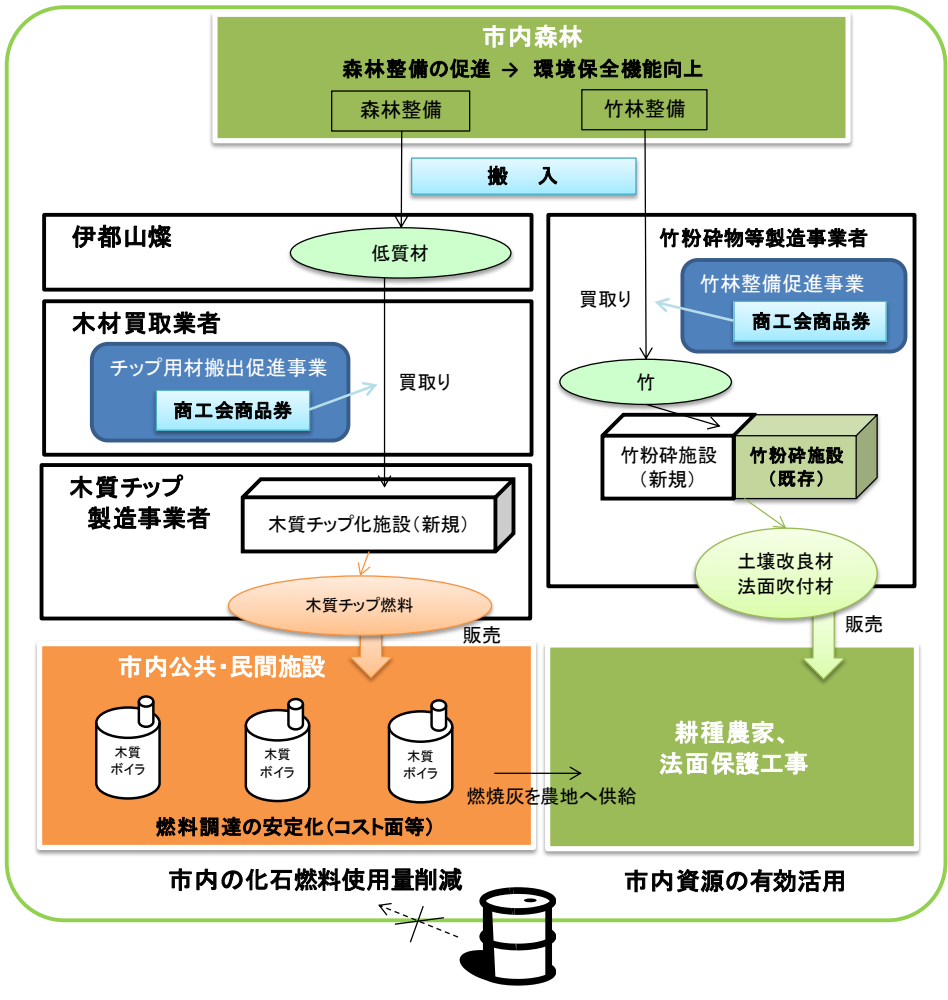 市内森林
森林整備の促進 → 環境保全機能向上
森林整備
竹林整備
搬 入
伊都山燦
低質材
木材買取業者
チップ用材搬出促進事業
商工会商品券
買取り
木質チップ
製造事業者
木質チップ化施設(新規)
木質チップ燃料
販売
竹粉砕物等製造事業者
竹林整備促進事業
商工会商品券
買取り
竹
竹粉砕施設
(新規)
竹粉砕施設
(既存)
土壌改良材
法面吹付材
販売
市内公共・民間施設
木質
ボイラ
木質
ボイラ
木質
ボイラ
燃料調達の安定化(コスト面等)
燃焼灰を農地へ供給
耕種農家、
法面保護工事
市内の化石燃料使用量削減
市内資源の有効活用